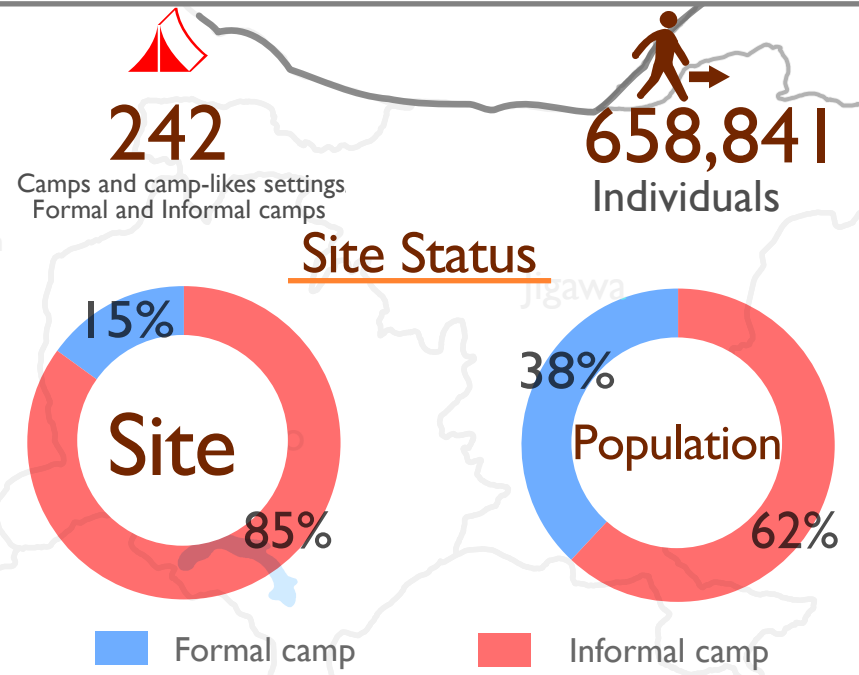 242
Camps and camp-likes settings
Formal and Informal camps
658,841
Individuals
Site Status
Jigawa
15%
Site
85%
38%
Population
62%
Formal camp
Informal camp